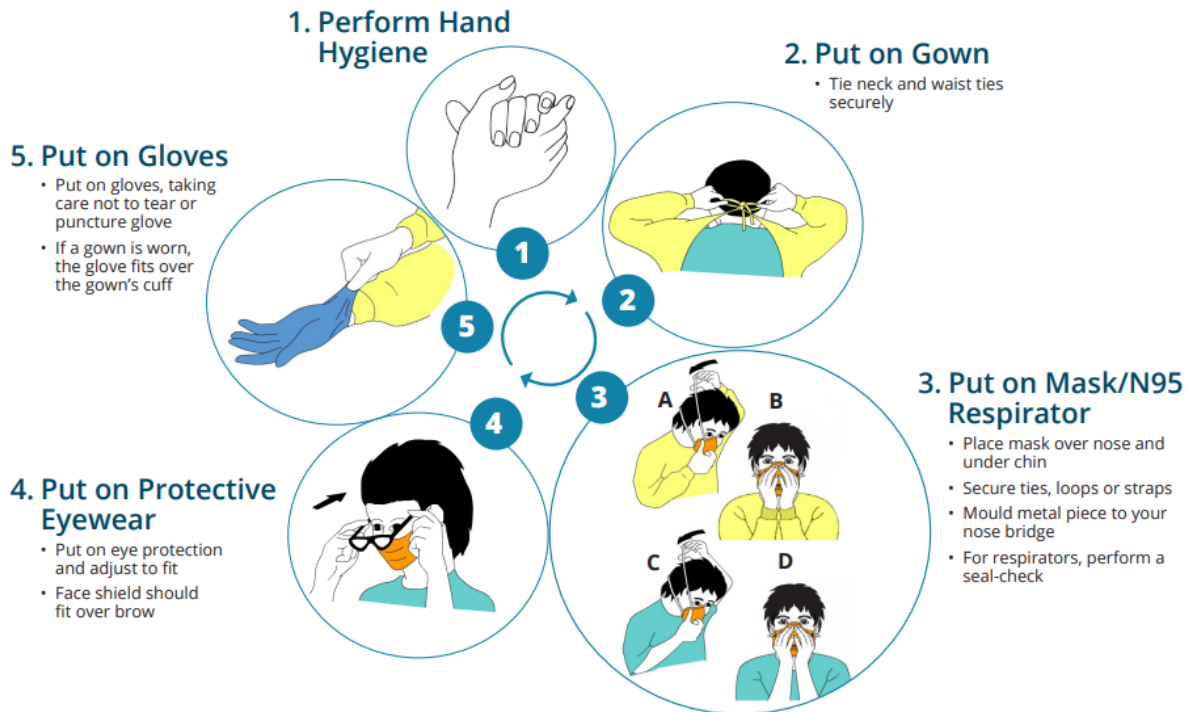 1. Perform Hand
Hygiene
2. Put on Gown
• Tie neck and waist ties
securely
3. Put on Mask/N95
Respirator
• Place mask over nose and
under chin
• Secure ties, loops or straps
• Mould metal piece to your
nose bridge
• For respirators, perform a
seal-check
4. Put on Protective
Eyewear
• Put on eye protection
and adjust to fit
• Face shield should
fit over brow
5. Put on Gloves
• Put on gloves, taking
care not to tear or
puncture glove
• If a gown is worn,
the glove fits over
the gown's cuff
1
2
3
4
5
A
B
C
D